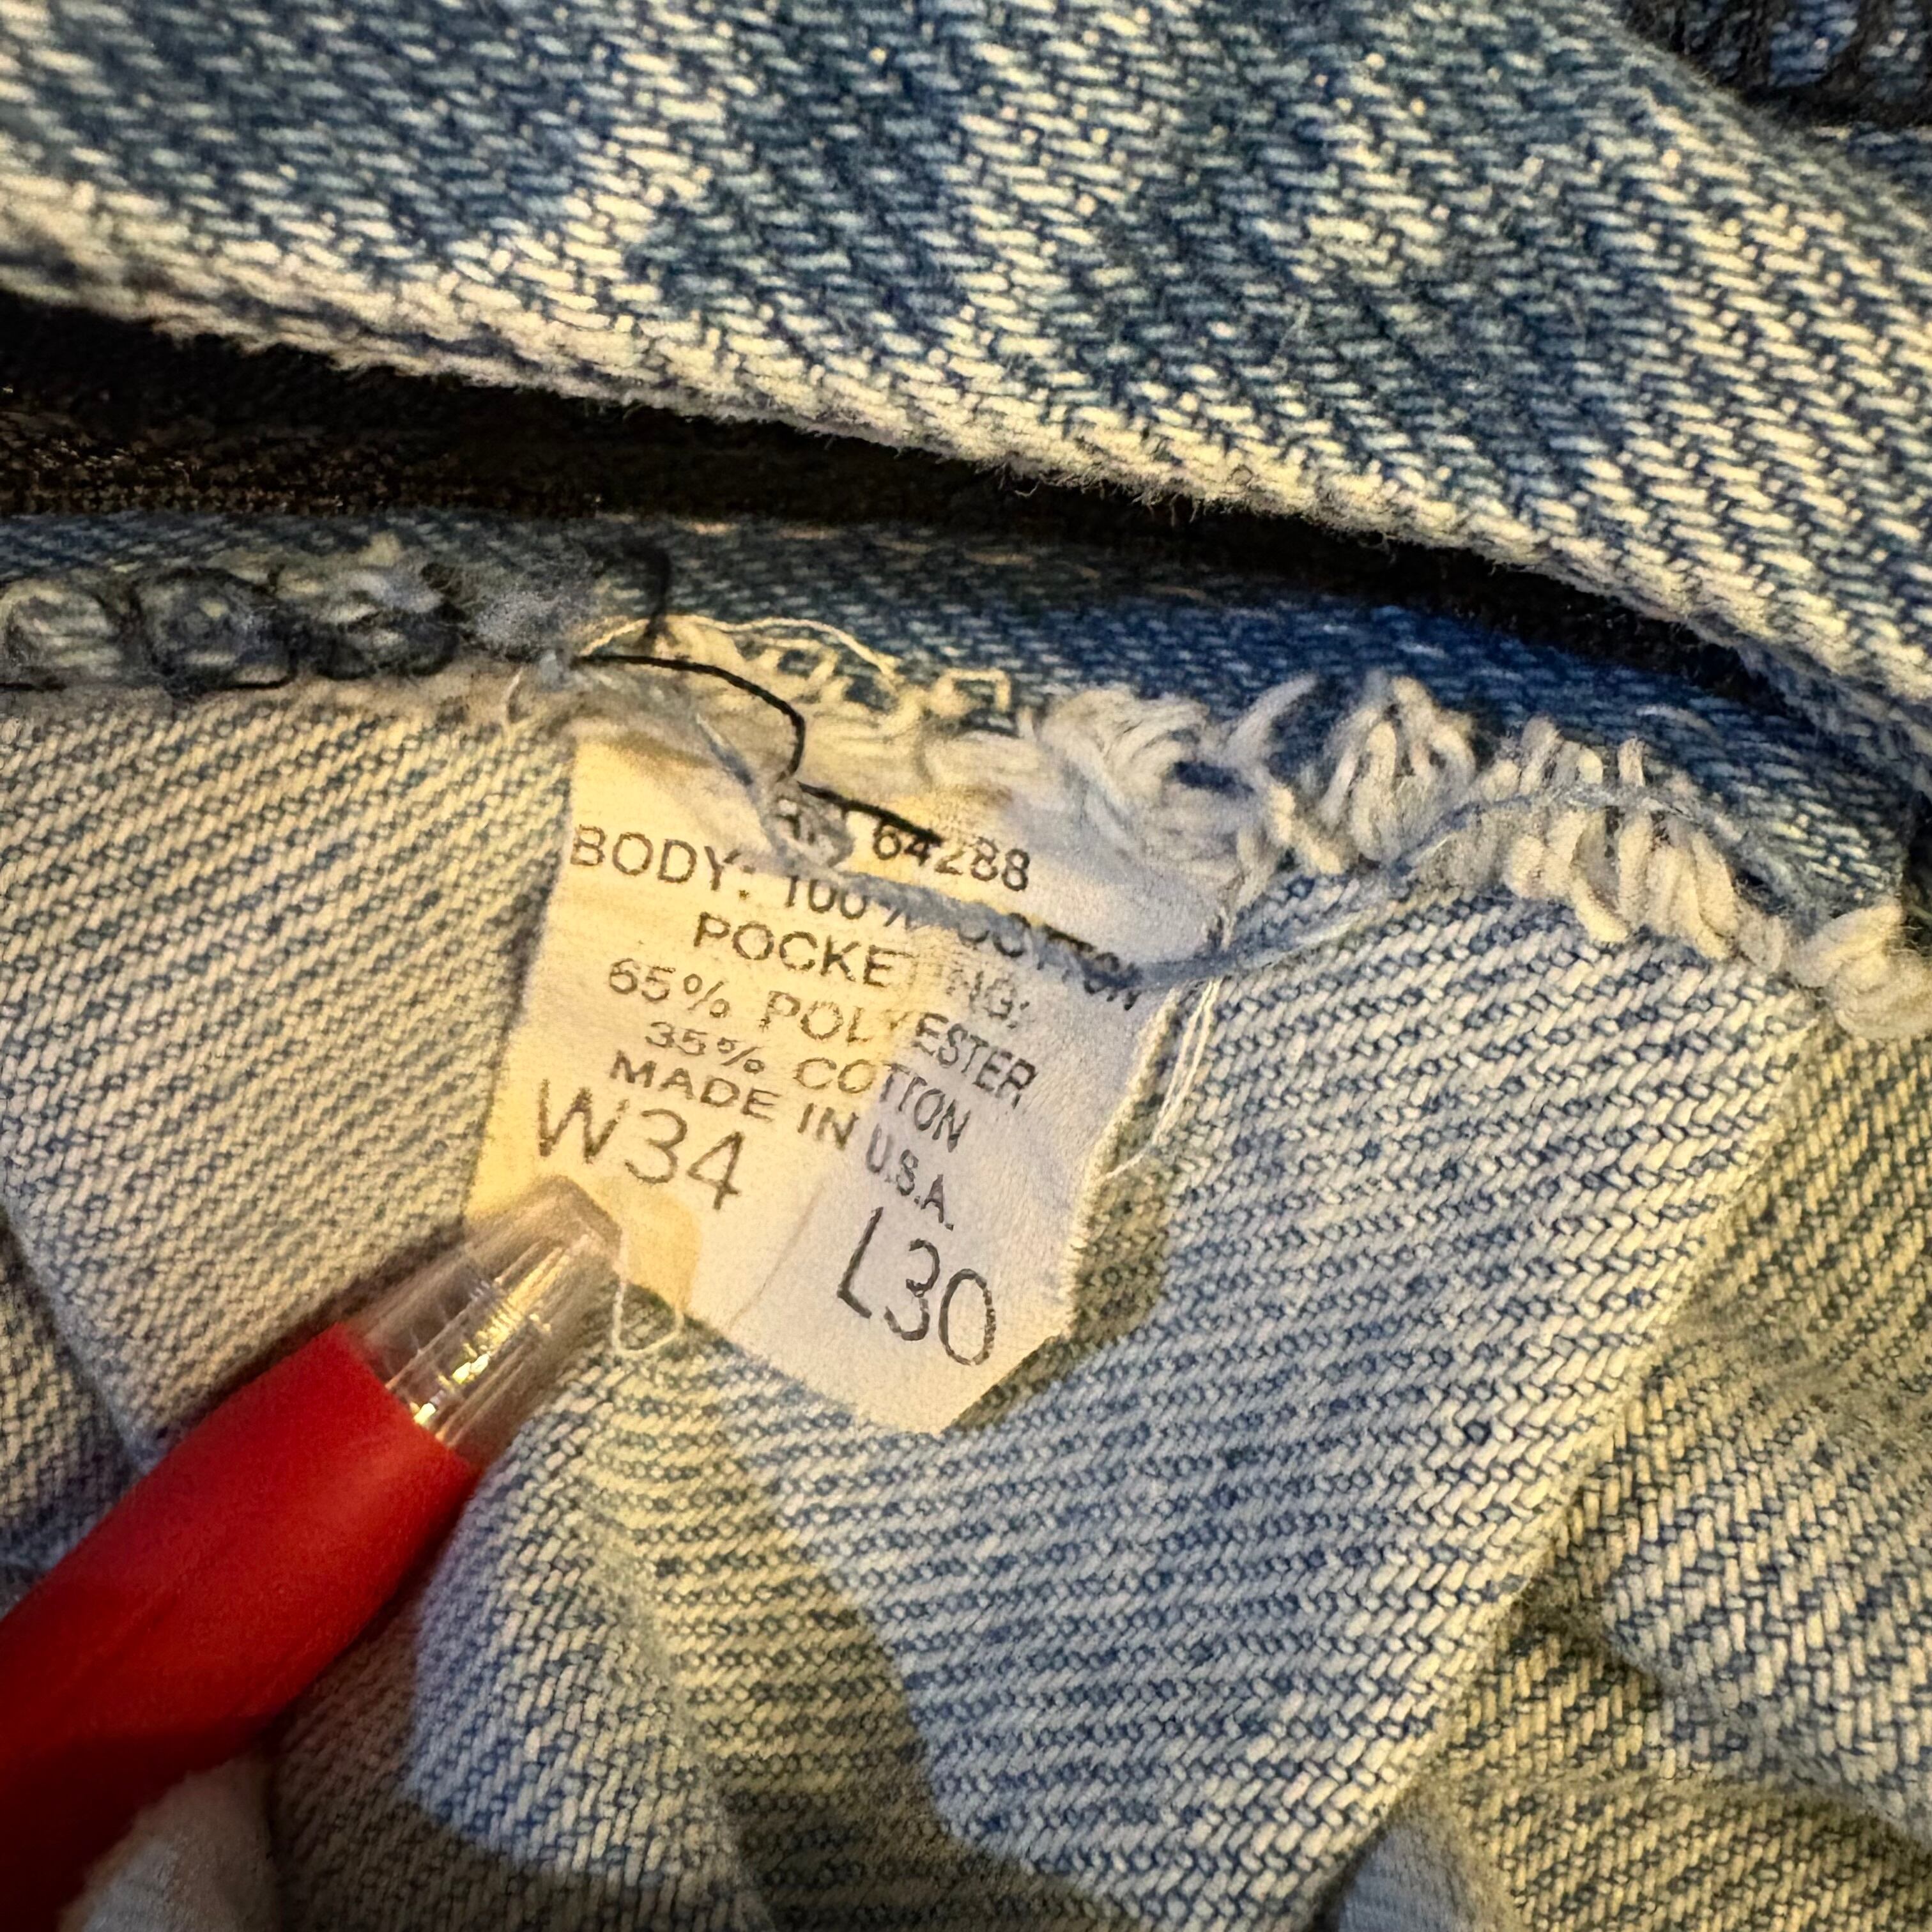 64288
BODY: 100% COTTON
POCKETING:
65% POLYESTER
35% COTTON
MADE IN U.S.A.
W34 L30